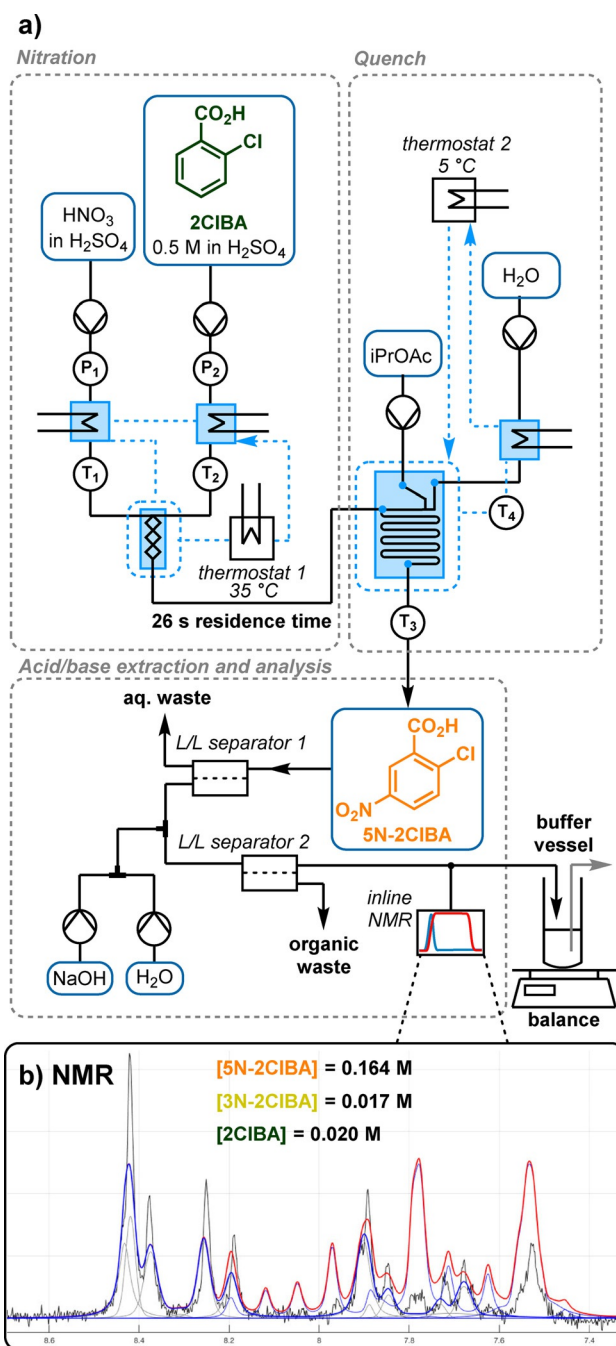 a)
Nitration
Quench
CO₂H
Cl
2ClBA
0.5 M in H₂SO₄
HNO₃
in H₂SO₄
thermostat 2
5 °C
H₂O
iPrOAc
P₁
P₂
T₁
T₂
T₄
thermostat 1
35 °C
26 s residence time
T₃
Acid/base extraction and analysis
aq. waste
L/L separator 1
CO₂H
Cl
O₂N
5N-2ClBA
L/L separator 2
buffer
vessel
inline
NMR
organic
waste
NaOH
H₂O
balance
b) NMR
[5N-2ClBA] = 0.164 M
[3N-2ClBA] = 0.017 M
[2ClBA] = 0.020 M
8.6
8.4
8.2
8
7.8
7.6
7.4